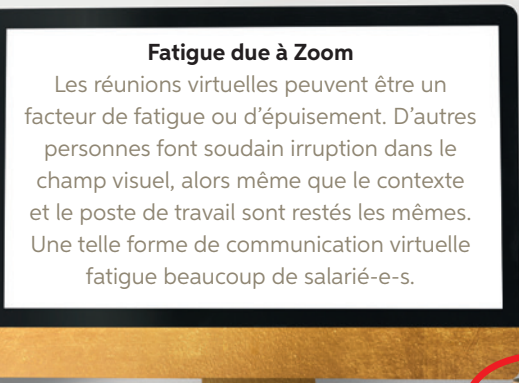 Fatigue due à Zoom
Les réunions virtuelles peuvent être un
facteur de fatigue ou d'épuisement. D'autres
personnes font soudain irruption dans le
champ visuel, alors même que le contexte
et le poste de travail sont restés les mêmes.
Une telle forme de communication virtuelle
fatigue beaucoup de salarié-e-s.